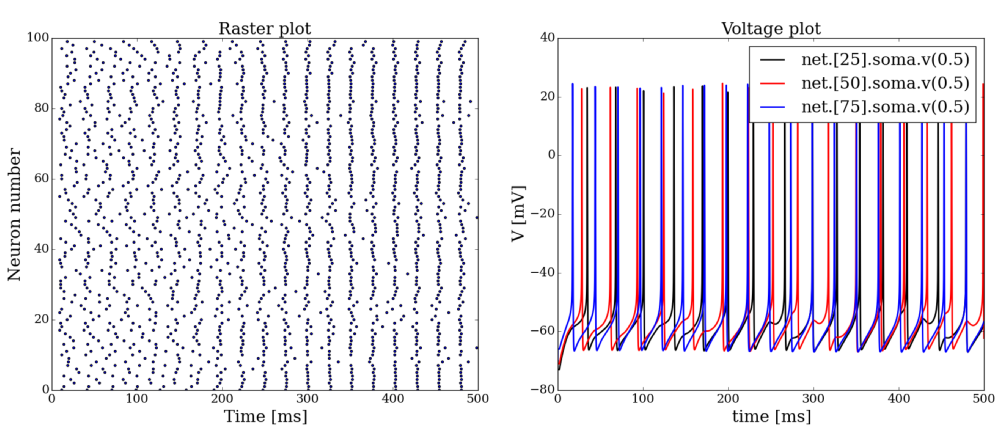 Raster plot
100
80
60
40
20
0
0 100 200 300 400 500
Time [ms]
Neuron number
Voltage plot
net.[25].soma.v(0.5)
net.[50].soma.v(0.5)
net.[75].soma.v(0.5)
40
20
0
−20
−40
−60
−80
0 100 200 300 400 500
time [ms]
V [mV]